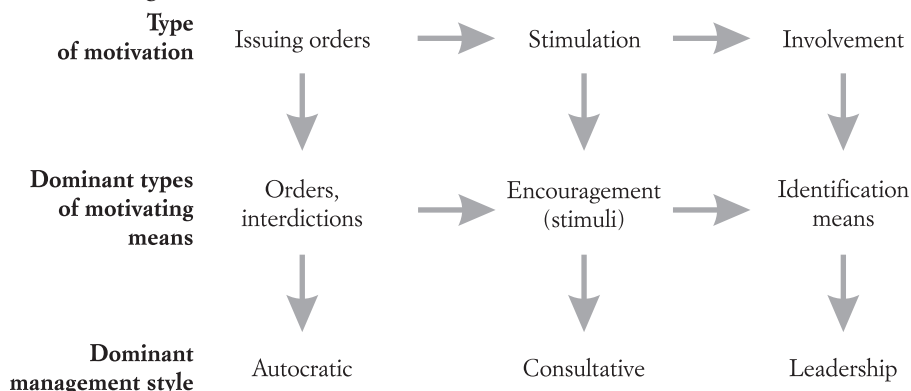 Type
of motivation
Issuing orders
Stimulation
Involvement
Dominant types
of motivating
means
Orders,
interdictions
Encouragement
(stimuli)
Identification
means
Dominant
management style
Autocratic
Consultative
Leadership